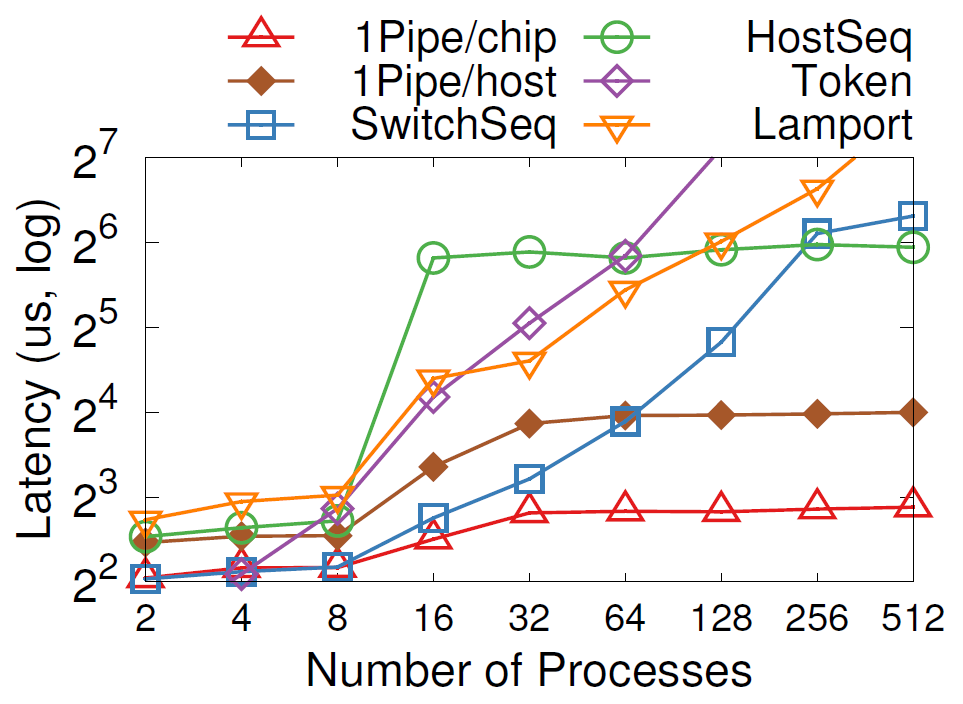 1Pipe/chip HostSeq
1Pipe/host Token
SwitchSeq Lamport
Latency (us, log)
2^7
2^6
2^5
2^4
2^3
2^2
2 4 8 16 32 64 128 256 512
Number of Processes